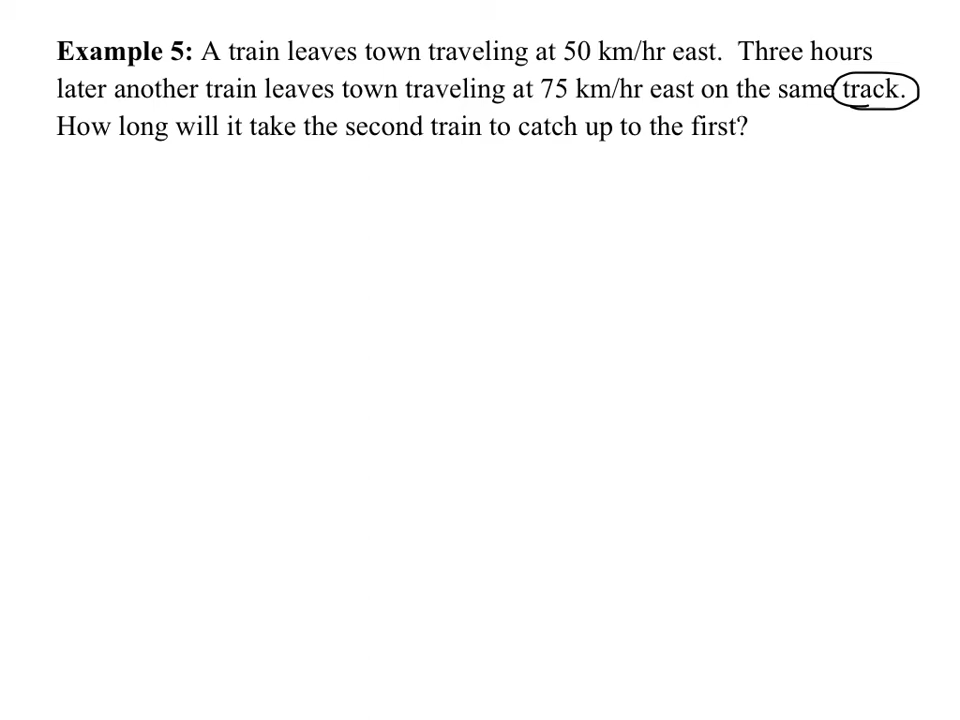 Example 5: A train leaves town traveling at 50 km/hr east.  Three hours
later another train leaves town traveling at 75 km/hr east on the same track.
How long will it take the second train to catch up to the first?